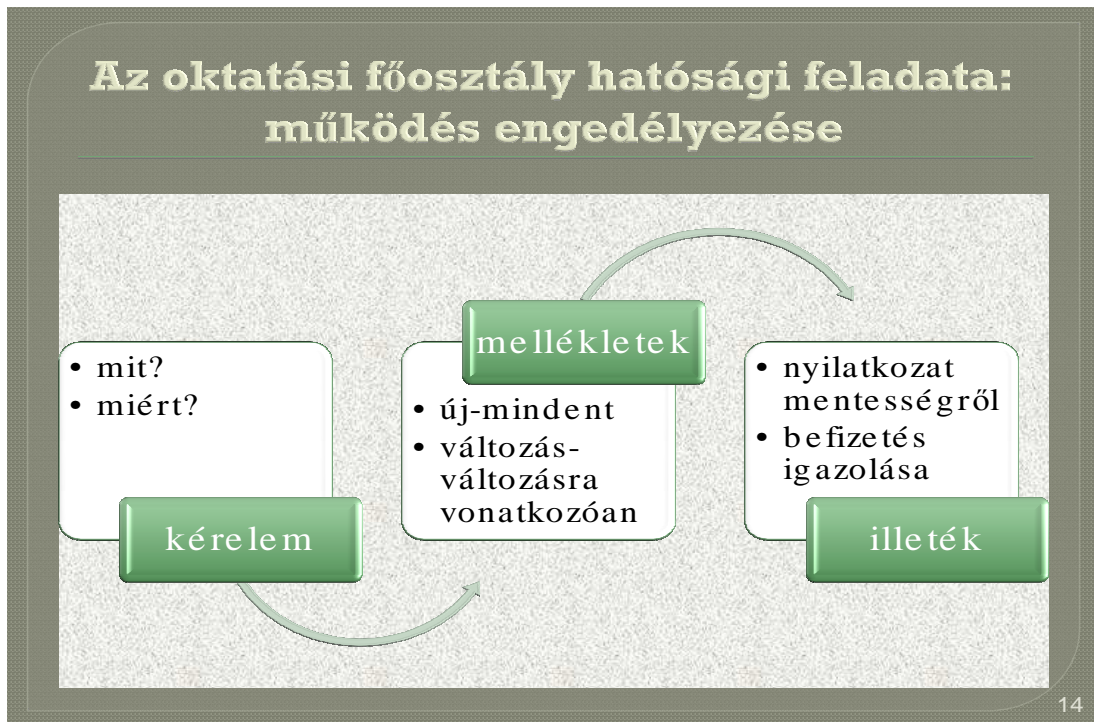 Az oktatási főosztály hatósági feladata:
működés engedélyezése
• mit?
• miért?
kérelem
mellékletek
• új-mindent
• változás-
változásra
vonatkozóan
• nyilatkozat
mentességről
• befizetés
igazolása
illeték
14